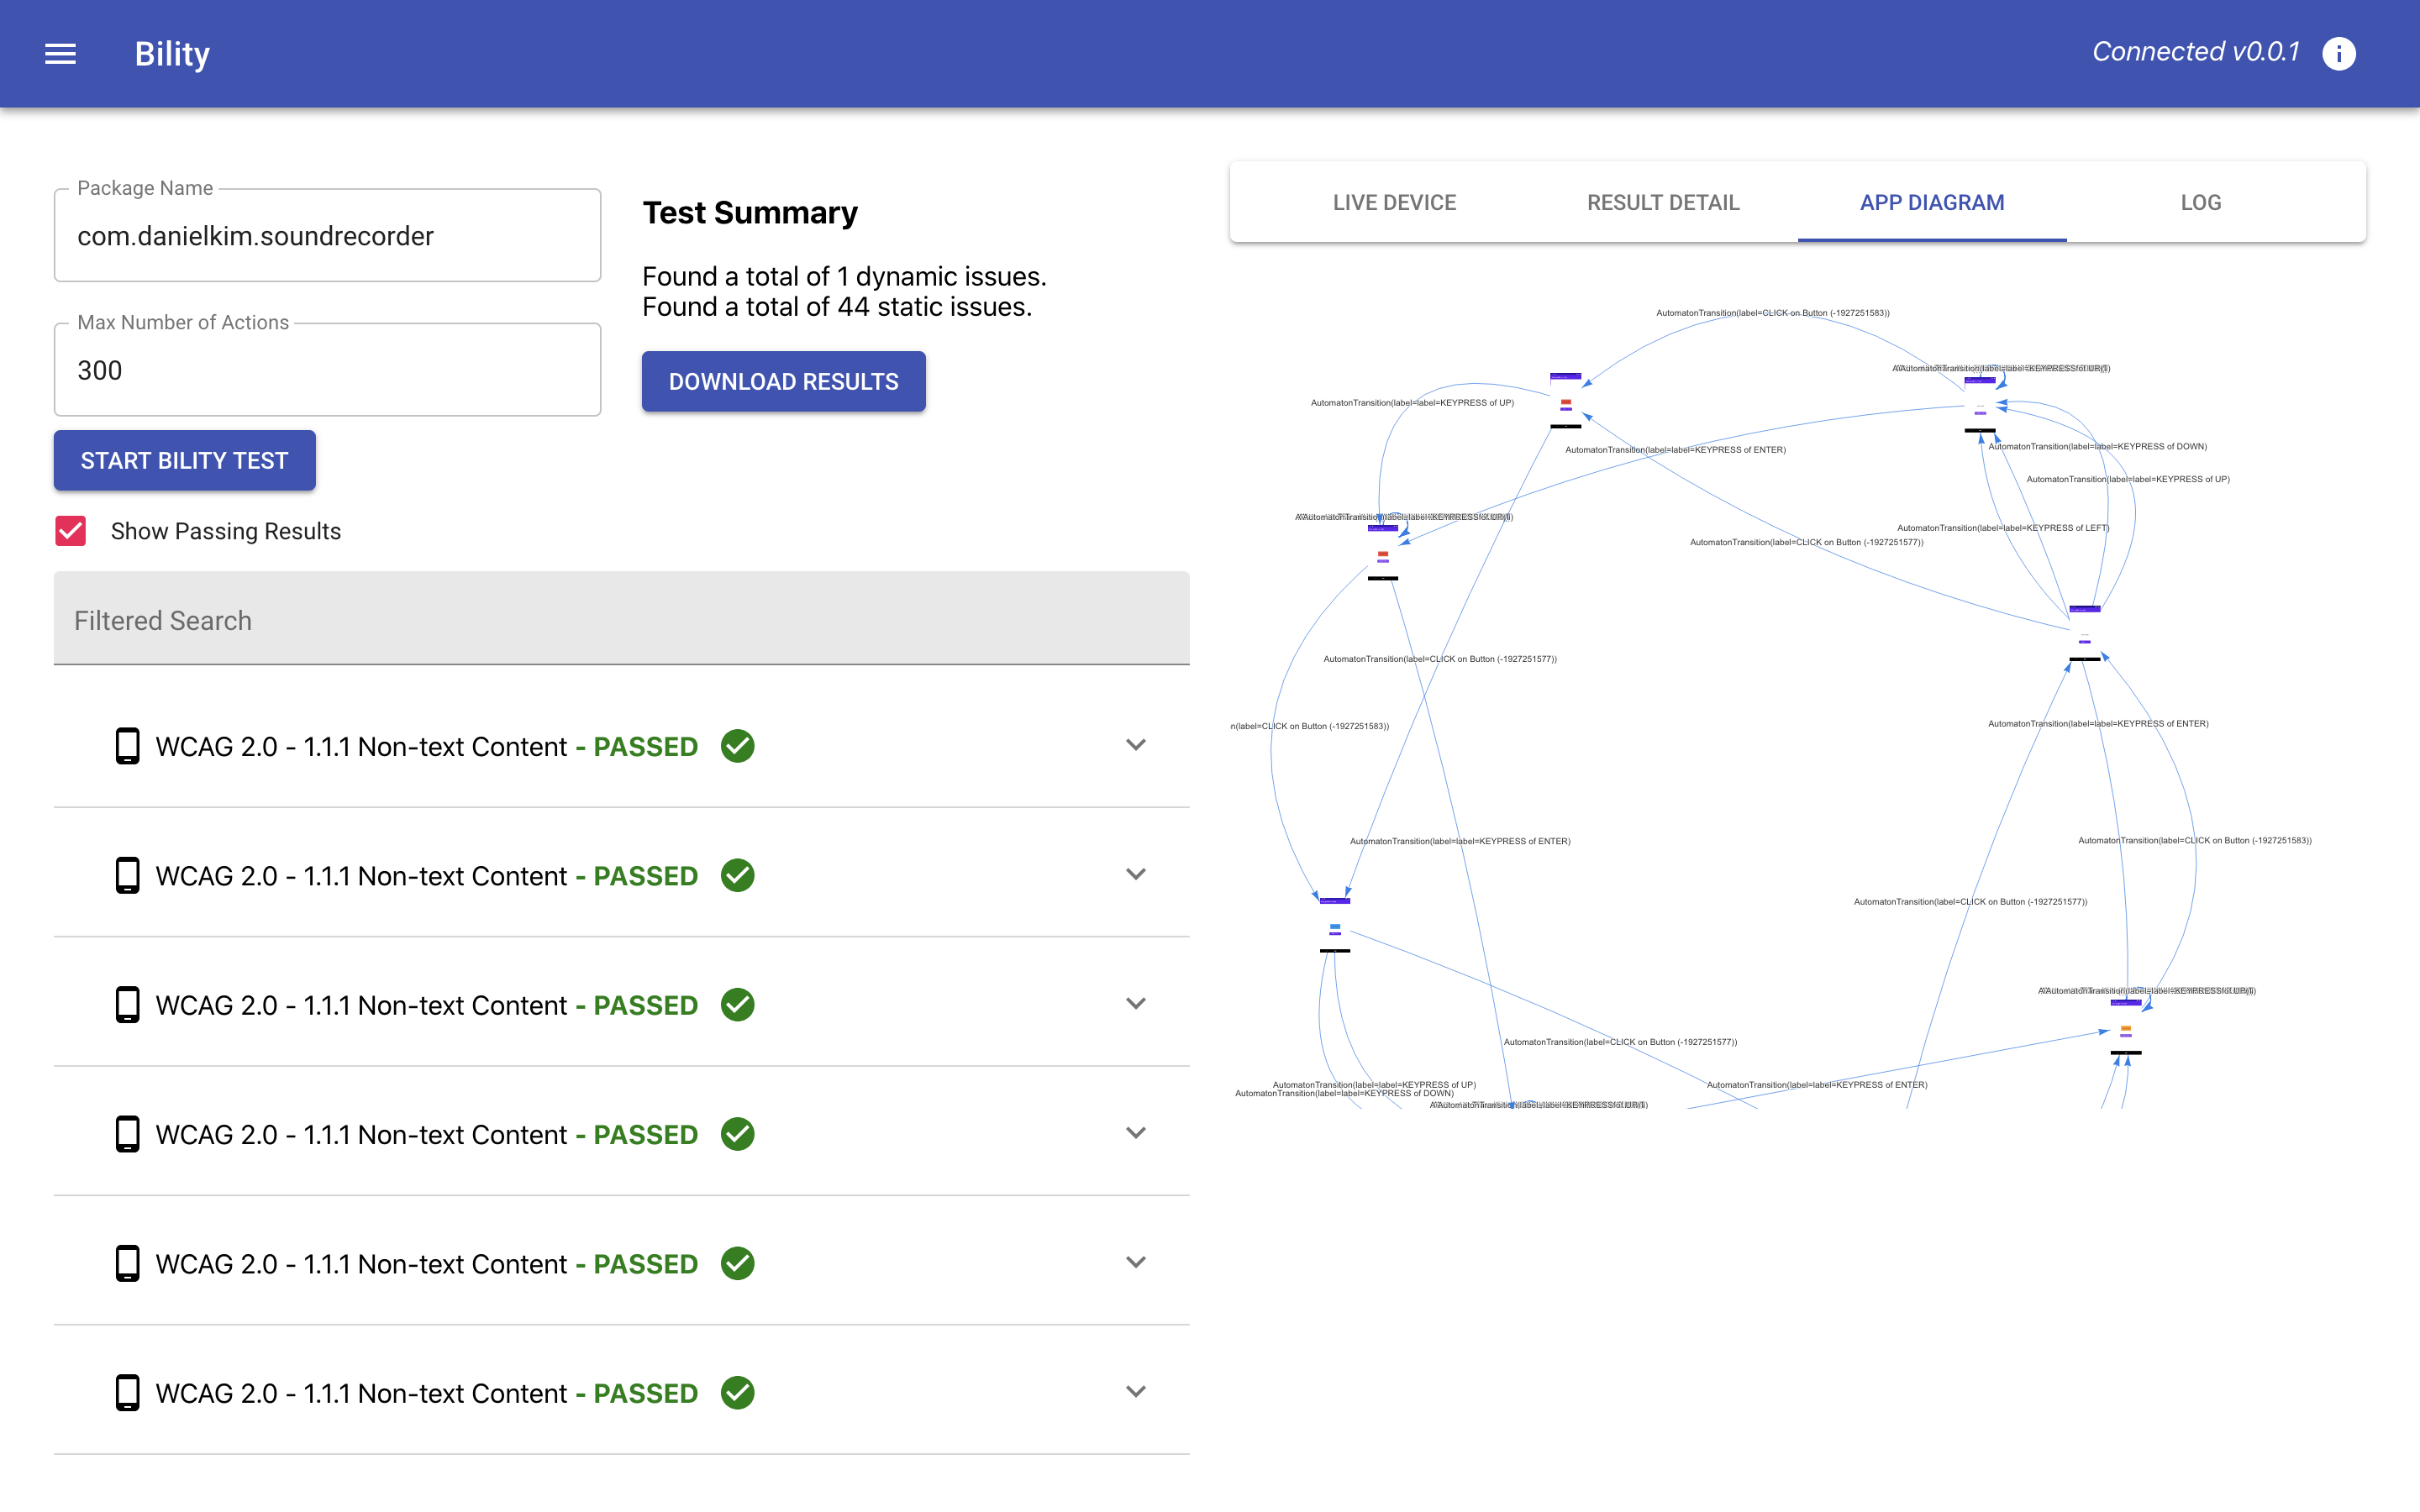 Bility
Connected v0.0.1
Package Name
com.danielkim.soundrecorder
Max Number of Actions
300
START BILITY TEST
Test Summary
Found a total of 1 dynamic issues.
Found a total of 44 static issues.
DOWNLOAD RESULTS
Show Passing Results
Filtered Search
WCAG 2.0 - 1.1.1 Non-text Content - PASSED
WCAG 2.0 - 1.1.1 Non-text Content - PASSED
WCAG 2.0 - 1.1.1 Non-text Content - PASSED
WCAG 2.0 - 1.1.1 Non-text Content - PASSED
WCAG 2.0 - 1.1.1 Non-text Content - PASSED
WCAG 2.0 - 1.1.1 Non-text Content - PASSED
LIVE DEVICE
RESULT DETAIL
APP DIAGRAM
LOG
AutomatonTransition(label=CLICK on Button (-1927251583))
AutomatonTransition(label=label=KEYPRESS of UP)
AutomatonTransition(label=label=KEYPRESS of DOWN)
AutomatonTransition(label=label=KEYPRESS of ENTER)
AutomatonTransition(label=label=KEYPRESS of UP)
AutomatonTransition(label=label=KEYPRESS of LEFT)
AutomatonTransition(label=CLICK on Button (-1927251577))
AutomatonTransition(label=CLICK on Button (-1927251577))
n(label=CLICK on Button (-1927251583))
AutomatonTransition(label=label=KEYPRESS of ENTER)
AutomatonTransition(label=label=KEYPRESS of ENTER)
AutomatonTransition(label=CLICK on Button (-1927251583))
AutomatonTransition(label=CLICK on Button (-1927251577))
AutomatonTransition(label=CLICK on Button (-1927251577))
AutomatonTransition(label=label=KEYPRESS of UP)
AutomatonTransition(label=label=KEYPRESS of ENTER)
AutomatonTransition(label=label=KEYPRESS of DOWN)